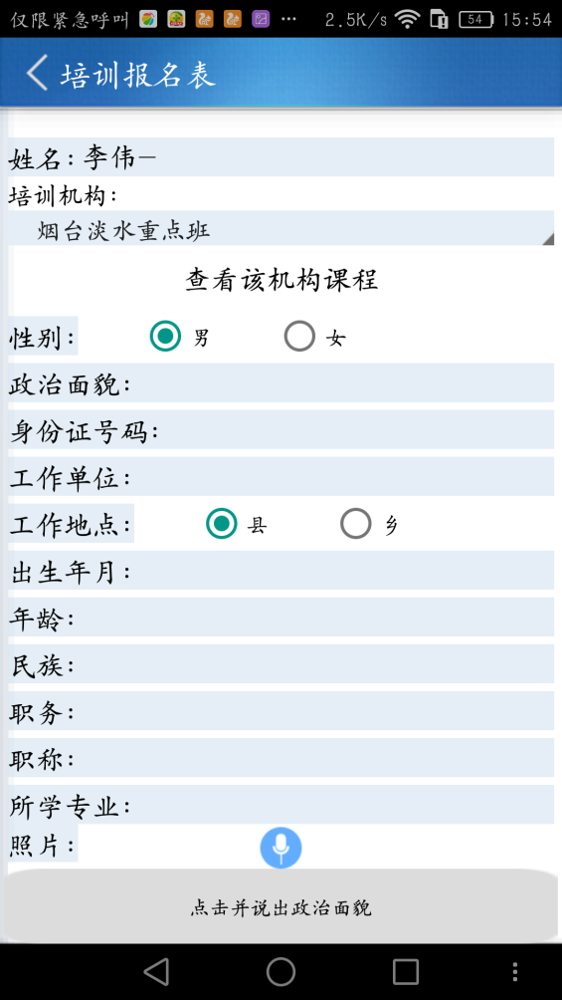 仅限紧急呼叫 ... 2.5K/s 54 15:54
培训报名表
姓名:李伟一
培训机构:
烟台淡水重点班
查看该机构课程
性别: 男 女
政治面貌:
身份证号码:
工作单位:
工作地点: 县 乡
出生年月:
年龄:
民族:
职务:
职称:
所学专业:
照片:
点击并说出政治面貌